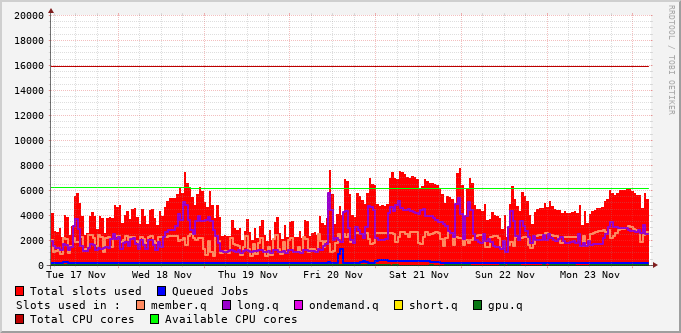 20000
18000
16000
14000
12000
10000
8000
6000
4000
2000
0
Tue 17 Nov Wed 18 Nov Thu 19 Nov Fri 20 Nov Sat 21 Nov Sun 22 Nov Mon 23 Nov
Total slots used Queued Jobs
Slots used in : member.q long.q ondemand.q short.q gpu.q
Total CPU cores Available CPU cores
RRDTOOL / TOBI OETIKER